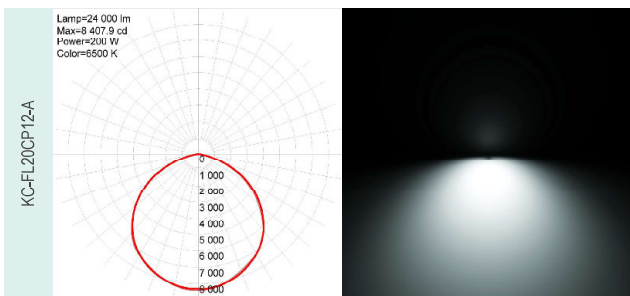 KC-FL20CP12-A
Lamp=24 000 lm
Max=8 407.9 cd
Power=200 W
Color=6500 K
0
1 000
2 000
3 000
4 000
5 000
6 000
7 000
8 000